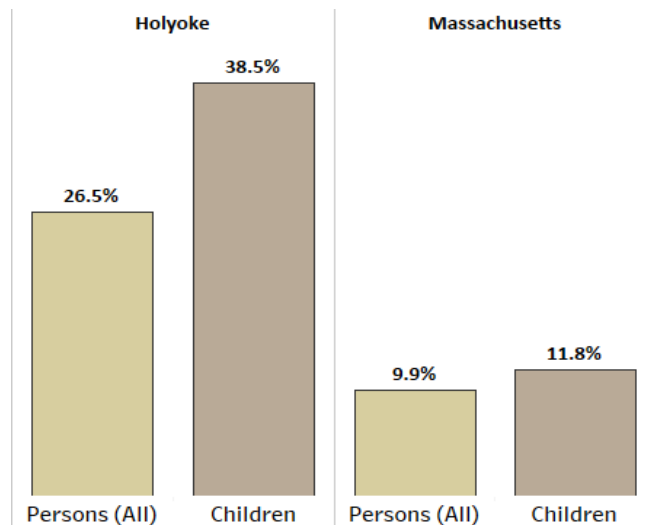 Holyoke
Massachusetts
38.5%
26.5%
11.8%
9.9%
Persons (All)
Children
Persons (All)
Children